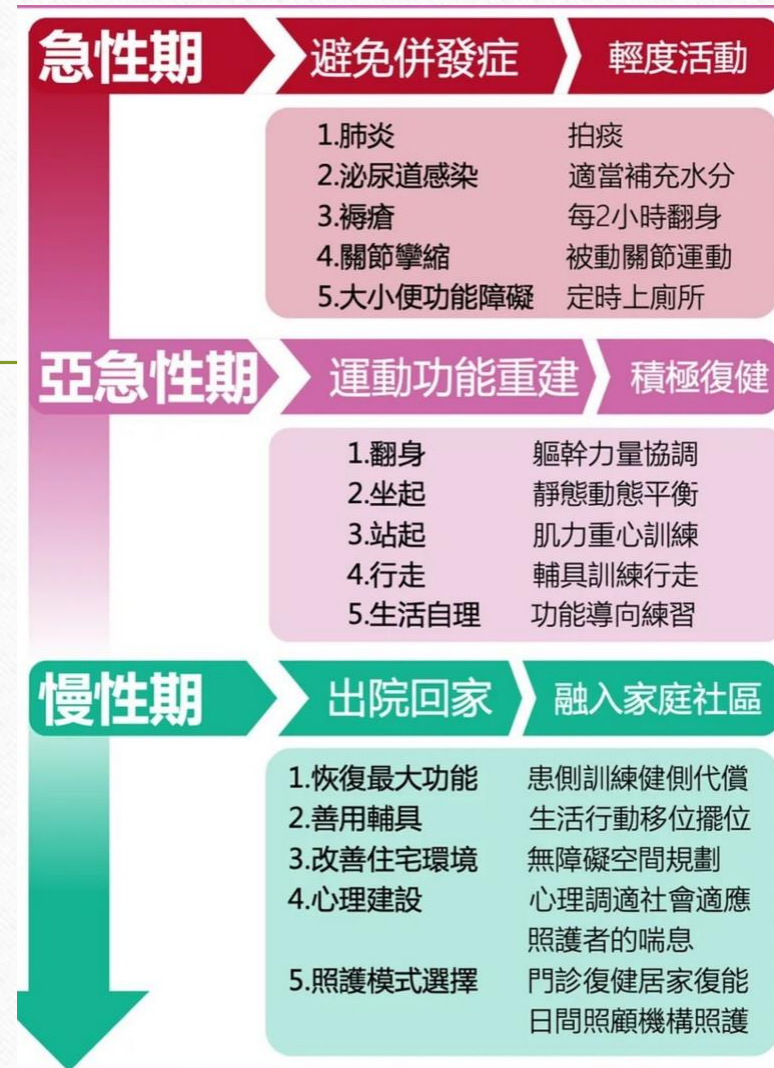 急性期 避免併發症 輕度活動
1.肺炎 拍痰
2.泌尿道感染 適當補充水分
3.褥瘡 每2小時翻身
4.關節攣縮 被動關節運動
5.大小便功能障礙 定時上廁所
亞急性期 運動功能重建 積極復健
1.翻身 軀幹力量協調
2.坐起 靜態動態平衡
3.站起 肌力重心訓練
4.行走 輔具訓練行走
5.生活自理 功能導向練習
慢性期 出院回家 融入家庭社區
1.恢復最大功能 患側訓練健側代償
2.善用輔具 生活行動移位擺位
3.改善住宅環境 無障礙空間規劃
4.心理建設 心理調適社會適應
照護者的喘息
5.照護模式選擇 門診復健居家復能
日間照顧機構照護